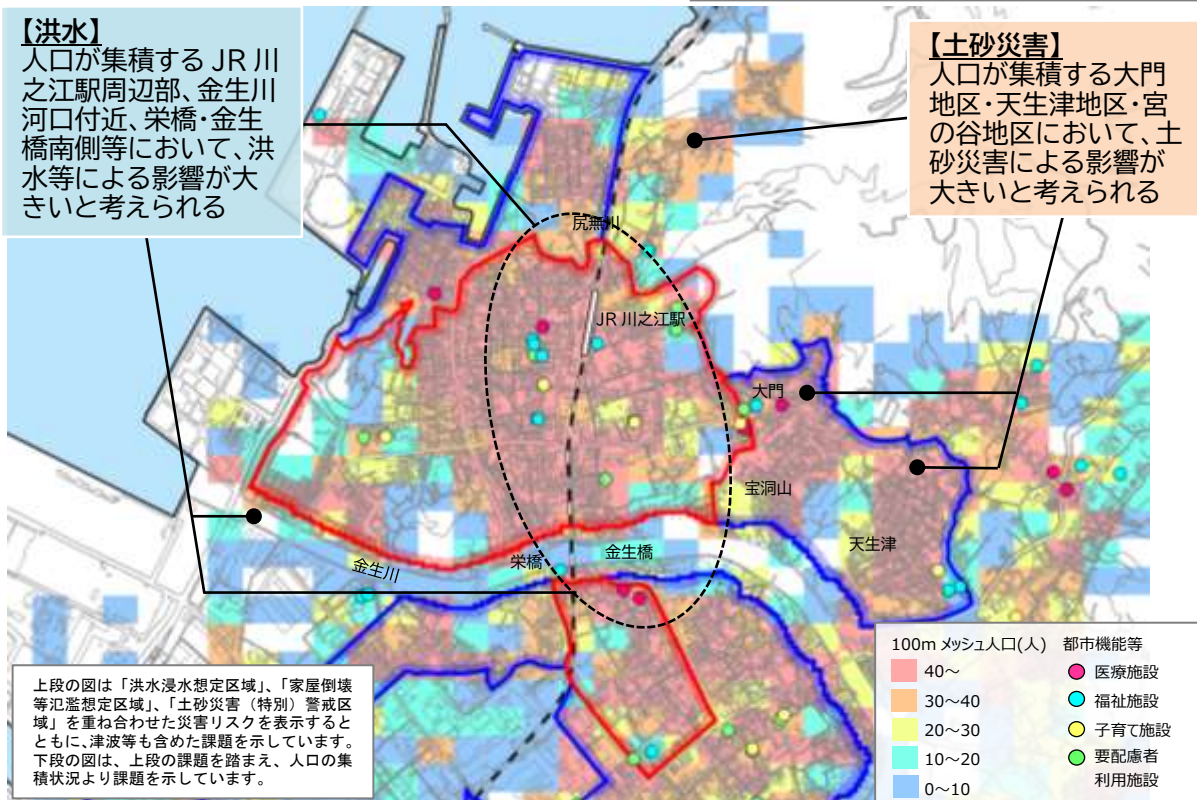 【洪水】
人口が集積する JR 川
之江駅周辺部、金生川
河口付近、栄橋・金生
橋南側等において、洪
水等による影響が大
きいと考えられる
【土砂災害】
人口が集積する大門
地区・天生津地区・宮
の谷地区において、土
砂災害による影響が
大きいと考えられる
尻無川
JR 川之江駅
大門
宝洞山
天生津
金生橋
栄橋
金生川
上段の図は「洪水浸水想定区域」、「家屋倒壊
等氾濫想定区域」、「土砂災害（特別）警戒区
域」を重ね合わせた災害リスクを表示すると
ともに、津波等も含めた課題を示しています。
下段の図は、上段の課題を踏まえ、人口の集
積状況より課題を示しています。
100m メッシュ人口(人)
40～
30～40
20～30
10～20
0～10
都市機能等
医療施設
福祉施設
子育て施設
要配慮者
利用施設